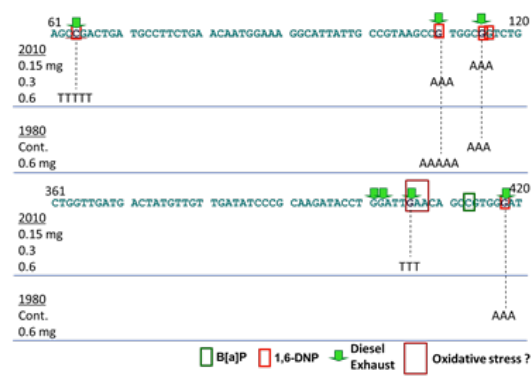 61 120
AGCCGACTGA TGCCTTCTGA ACAATGGAAA GGCATTATTG CCGTAAGCCG TGGCGGTCTG
2010
0.15 mg AAA
0.3 AAA
0.6 TTTTT
1980
Cont. AAA
0.6 mg AAAAA
361 420
CTGGTTGATG ACTATGTTGT TGATATCCCG CAAGATACCT GGATTGAACA GCCGTGGGAT
2010
0.15 mg
0.3
0.6 TTT
1980
Cont. AAA
0.6 mg
B[a]P 1,6-DNP Diesel Exhaust Oxidative stress ?